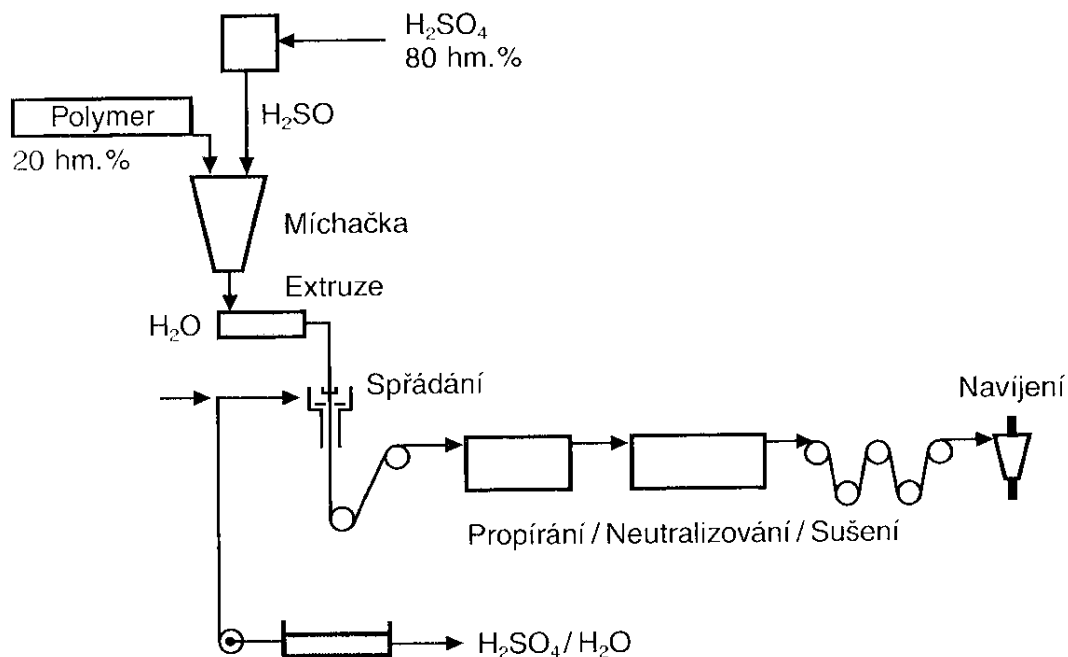 H₂SO₄
80 hm.%
Polymer
H₂SO
20 hm.%
Míchačka
Extruze
H₂O
Spřádání
Navíjení
Propírání / Neutralizování / Sušení
H₂SO₄ / H₂O